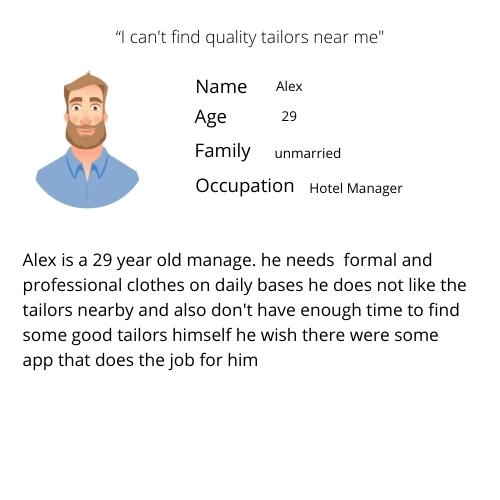 “I can't find quality tailors near me"
Name Alex
Age 29
Family unmarried
Occupation Hotel Manager
Alex is a 29 year old manage. he needs formal and
professional clothes on daily bases he does not like the
tailors nearby and also don't have enough time to find
some good tailors himself he wish there were some
app that does the job for him